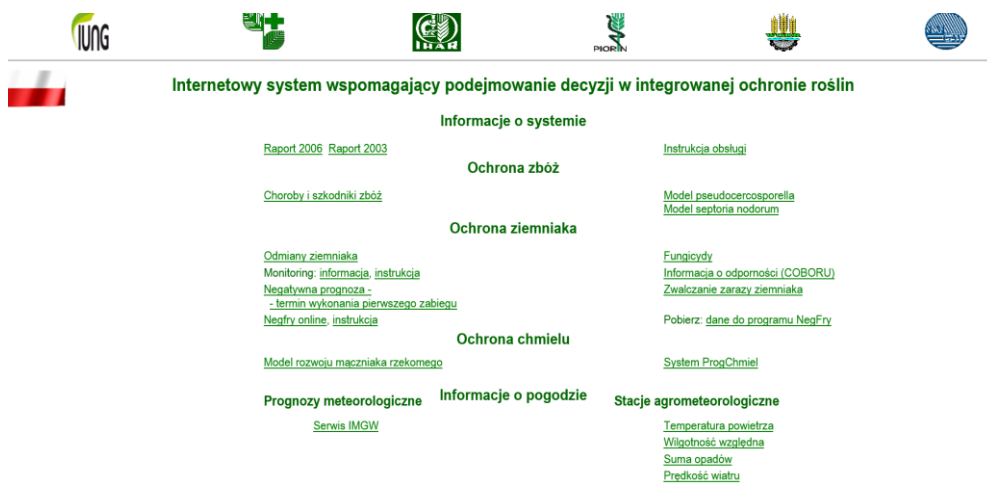 IUNG
IHAR
PIORIN
Internetowy system wspomagający podejmowanie decyzji w integrowanej ochronie roślin
Informacje o systemie
Raport 2006 Raport 2003
Instrukcja obsługi
Ochrona zbóż
Choroby i szkodniki zbóż
Model pseudocercosporella
Model septoria nodorum
Ochrona ziemniaka
Odmiany ziemniaka
Fungicydy
Monitoring: informacja, instrukcja
Informacja o odporności (COBORU)
Negatywna prognoza -
- termin wykonania pierwszego zabiegu
Zwalczanie zarazy ziemniaka
Negfry online, instrukcja
Pobierz: dane do programu NegFry
Ochrona chmielu
Model rozwoju mączniaka rzekomego
System ProgChmiel
Informacje o pogodzie
Prognozy meteorologiczne
Serwis IMGW
Stacje agrometeorologiczne
Temperatura powietrza
Wilgotność względna
Suma opadów
Prędkość wiatru